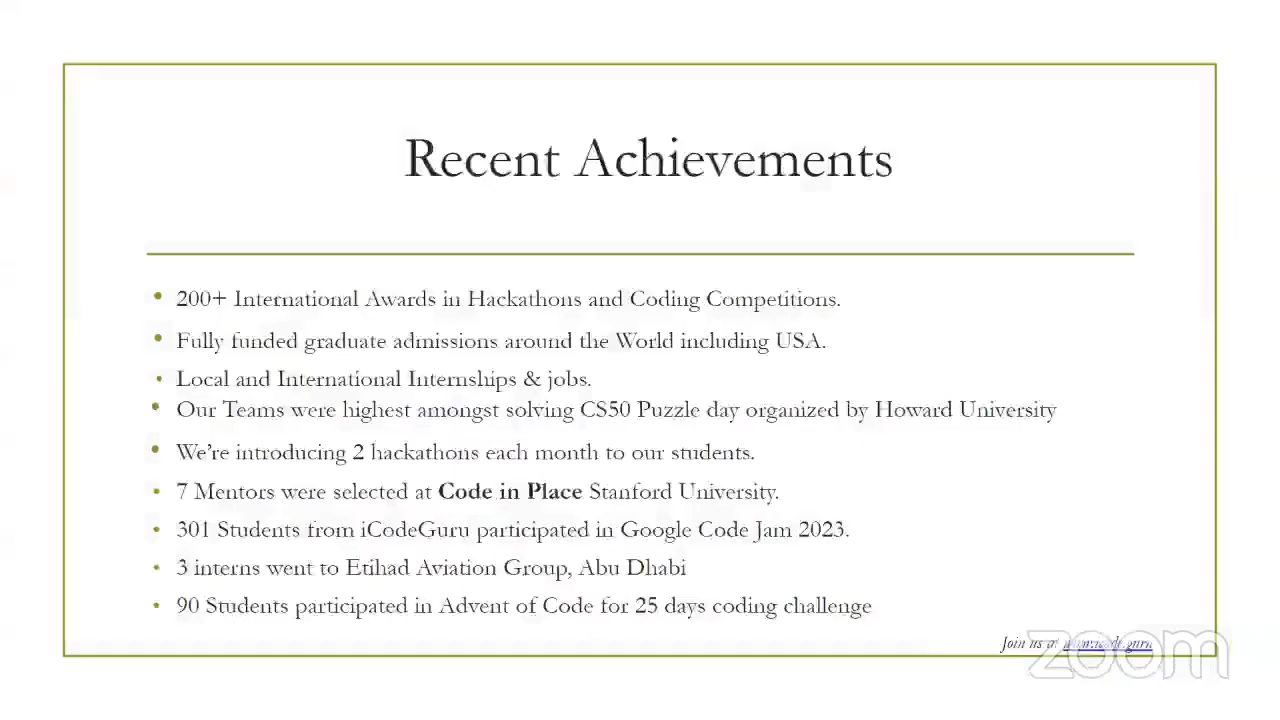 Recent Achievements
• 200+ International Awards in Hackathons and Coding Competitions.
• Fully funded graduate admissions around the World including USA.
• Local and International Internships & jobs.
• Our Teams were highest amongst solving CS50 Puzzle day organized by Howard University
• We’re introducing 2 hackathons each month to our students.
• 7 Mentors were selected at Code in Place Stanford University.
• 301 Students from iCodeGuru participated in Google Code Jam 2023.
• 3 interns went to Etihad Aviation Group, Abu Dhabi
• 90 Students participated in Advent of Code for 25 days coding challenge
Join us at
zoom